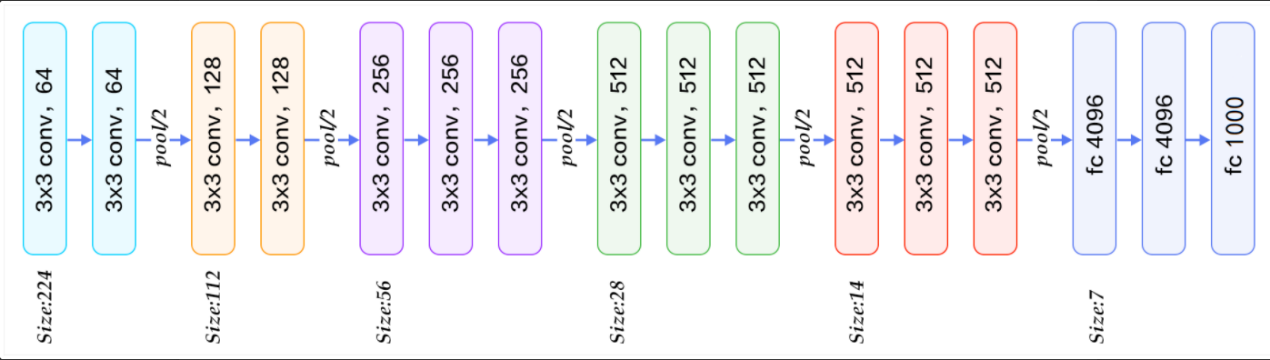 3x3 conv, 64
3x3 conv, 64
pool/2
3x3 conv, 128
3x3 conv, 128
pool/2
3x3 conv, 256
3x3 conv, 256
3x3 conv, 256
pool/2
3x3 conv, 512
3x3 conv, 512
3x3 conv, 512
pool/2
3x3 conv, 512
3x3 conv, 512
3x3 conv, 512
pool/2
fc 4096
fc 4096
fc 1000
Size:224
Size:112
Size:56
Size:28
Size:14
Size:7